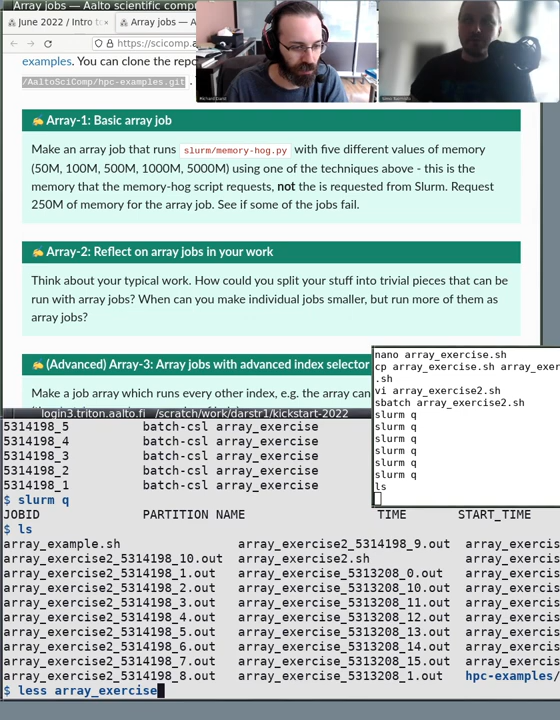 Array jobs — Aalto scientific comp
June 2022 / Intro t
Array jobs — A
https://scicomp.a
examples. You can clone the repo
/AaltoSciComp/hpc-examples.git .
✍ Array-1: Basic array job
Make an array job that runs slurm/memory-hog.py with five different values of memory
(50M, 100M, 500M, 1000M, 5000M) using one of the techniques above - this is the
memory that the memory-hog script requests, not the is requested from Slurm. Request
250M of memory for the array job. See if some of the jobs fail.
✍ Array-2: Reflect on array jobs in your work
Think about your typical work. How could you split your stuff into trivial pieces that can be
run with array jobs? When can you make individual jobs smaller, but run more of them as
array jobs?
✍ (Advanced) Array-3: Array jobs with advanced index selector
Make a job array which runs every other index, e.g. the array can
nano array_exercise.sh
cp array_exercise.sh array_exer
.sh
vi array_exercise2.sh
sbatch array_exercise2.sh
slurm q
slurm q
slurm q
slurm q
slurm q
slurm q
ls
login3.triton.aalto.fi /scratch/work/darstr1/kickstart-2022
5314198_5 batch-csl array_exercise
5314198_4 batch-csl array_exercise
5314198_3 batch-csl array_exercise
5314198_2 batch-csl array_exercise
5314198_1 batch-csl array_exercise
$ slurm q
JOBID PARTITION NAME TIME START_TIME
$ ls
array_example.sh array_exercise2_5314198_9.out array_exercis
array_exercise2_5314198_10.out array_exercise2.sh array_exercis
array_exercise2_5314198_1.out array_exercise_5313208_0.out array_exercis
array_exercise2_5314198_2.out array_exercise_5313208_10.out array_exercis
array_exercise2_5314198_3.out array_exercise_5313208_11.out array_exercis
array_exercise2_5314198_4.out array_exercise_5313208_12.out array_exercis
array_exercise2_5314198_5.out array_exercise_5313208_13.out array_exercis
array_exercise2_5314198_6.out array_exercise_5313208_14.out array_exercis
array_exercise2_5314198_7.out array_exercise_5313208_15.out array_exercis
array_exercise2_5314198_8.out array_exercise_5313208_1.out hpc-examples/
$ less array_exercise